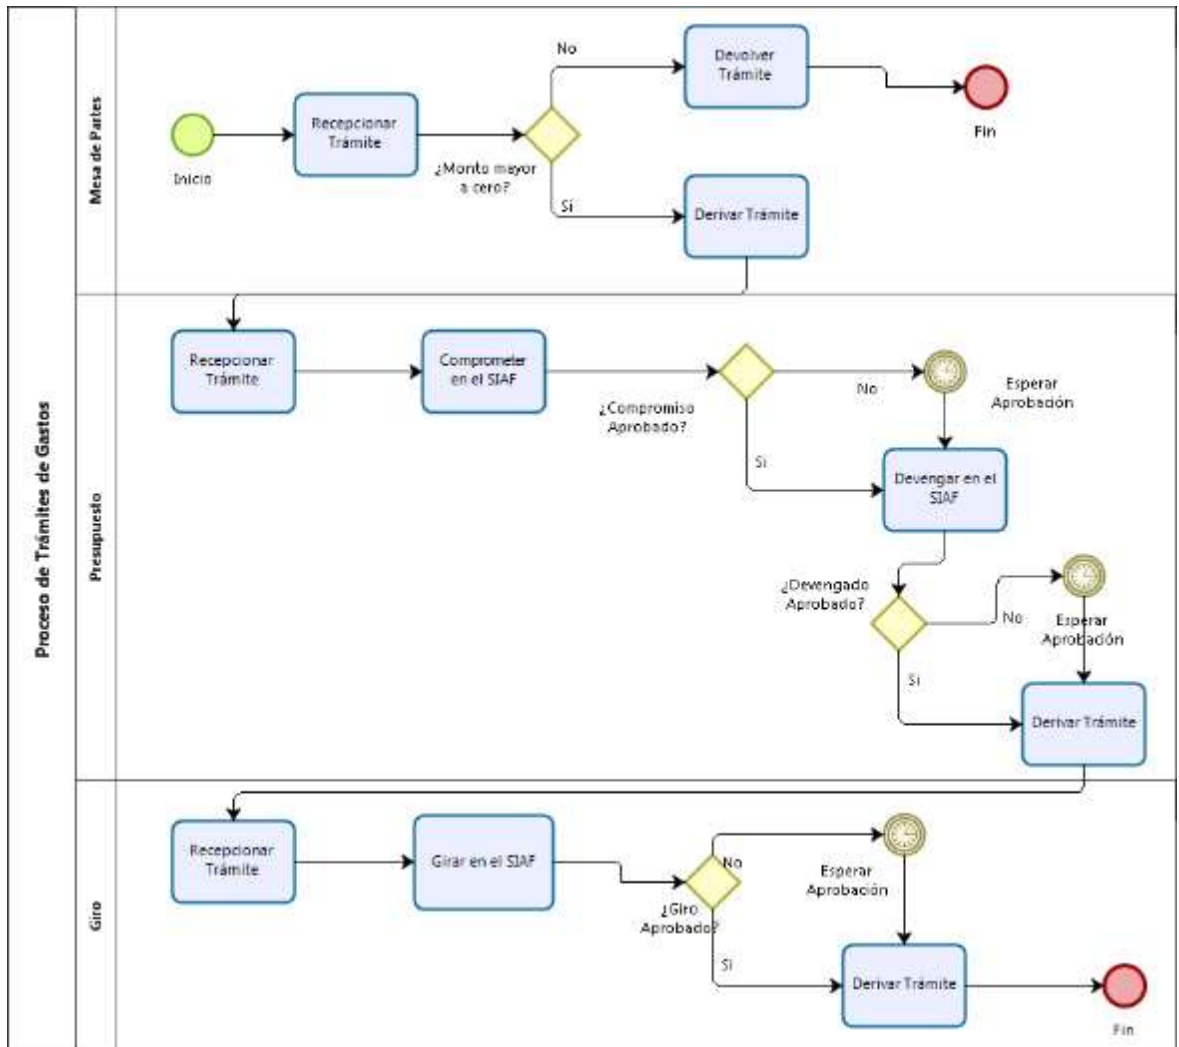 Proceso de Trámites de Gastos
Mesa de Partes
Inicio
Recepcionar
Trámite
¿Monto mayor
a cero?
No
Devolver
Trámite
Fin
Sí
Derivar Trámite
Presupuesto
Recepcionar
Trámite
Comprometer
en el SIAF
¿Compromiso
Aprobado?
No
Esperar
Aprobación
Si
Devengar en el
SIAF
¿Devengado
Aprobado?
No
Esperar
Aprobación
Si
Derivar Trámite
Giro
Recepcionar
Trámite
Girar en el SIAF
¿Giro
Aprobado?
No
Esperar
Aprobación
Si
Derivar Trámite
Fin